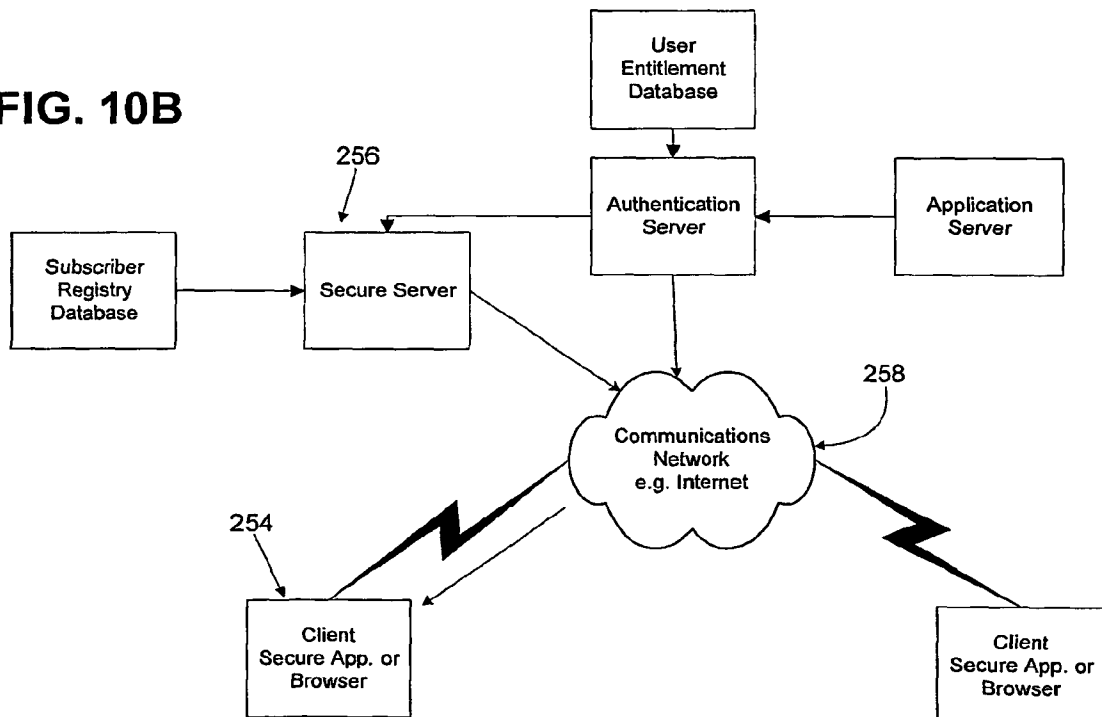 User
Entitlement
Database
FIG. 10B
256
Authentication
Server
Application
Server
Subscriber
Registry
Database
Secure Server
258
Communications
Network
e.g. Internet
254
Client
Secure App. or
Browser
Client
Secure App. or
Browser